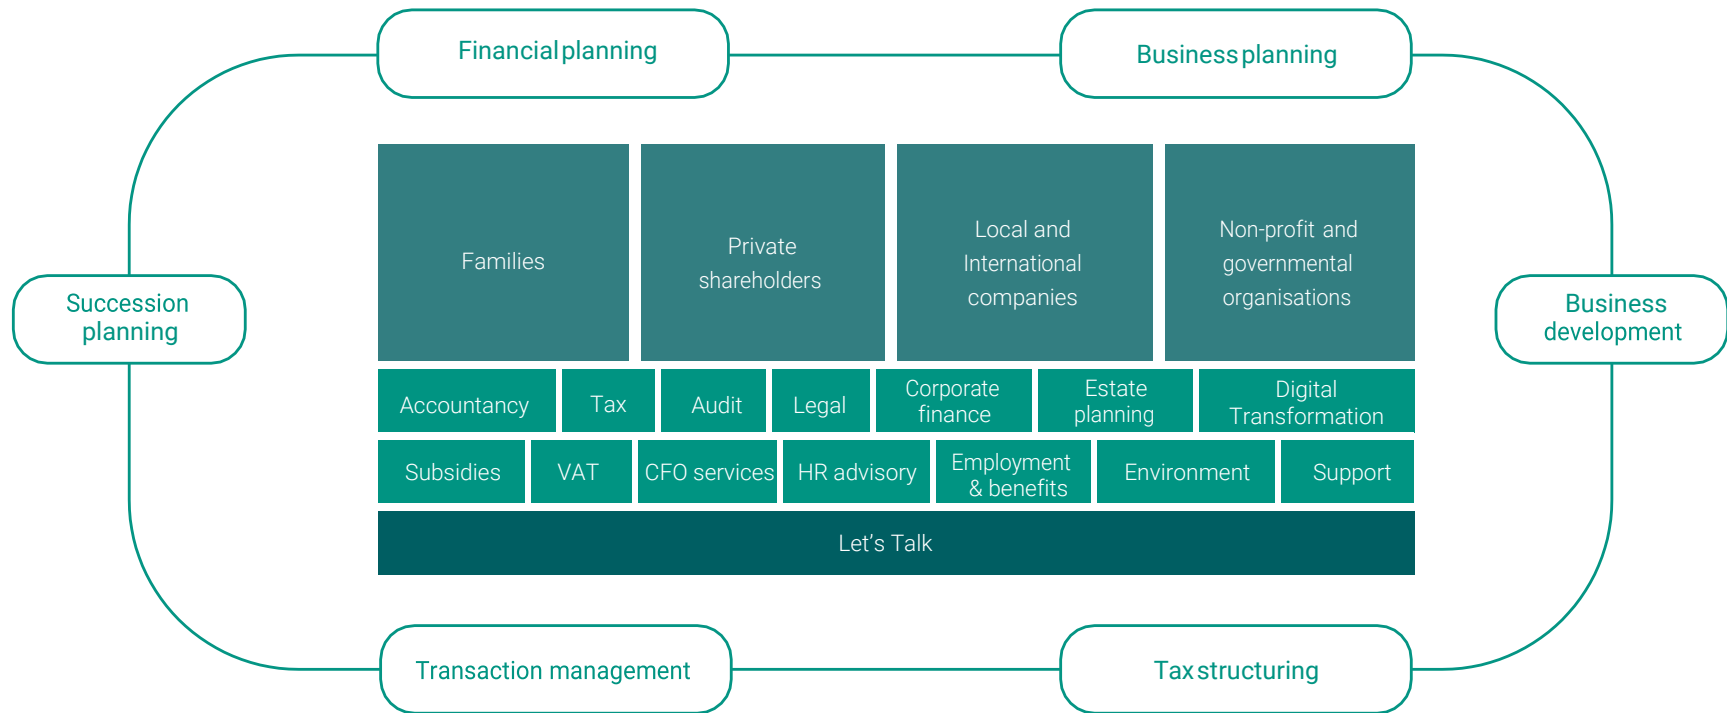 Financial planning
Business planning
Families
Private
shareholders
Local and
International
companies
Non-profit and
governmental
organisations
Succession
planning
Business
development
Accountancy
Tax
Audit
Legal
Corporate
finance
Estate
planning
Digital
Transformation
Subsidies
VAT
CFO services
HR advisory
Employment
& benefits
Environment
Support
Let's Talk
Transaction management
Tax structuring